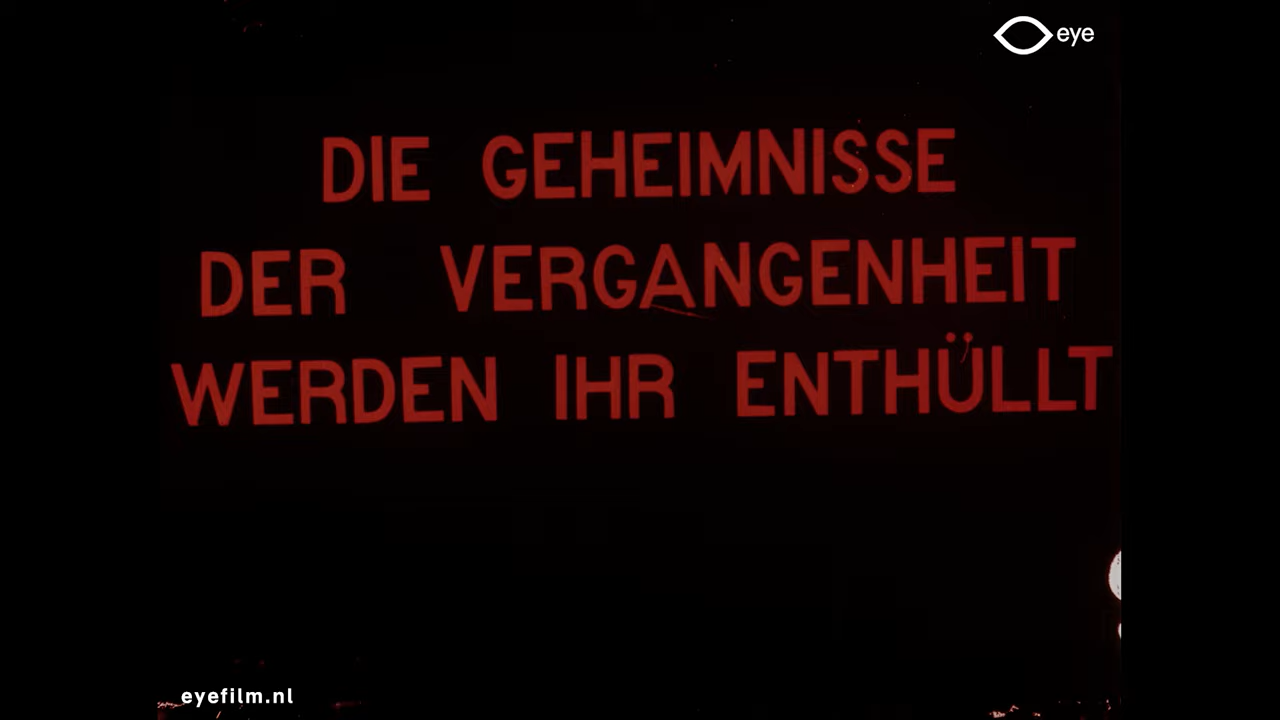 eye
DIE GEHEIMNISSE
DER VERGANGENHEIT
WERDEN IHR ENTHÜLLT
eyefilm.nl